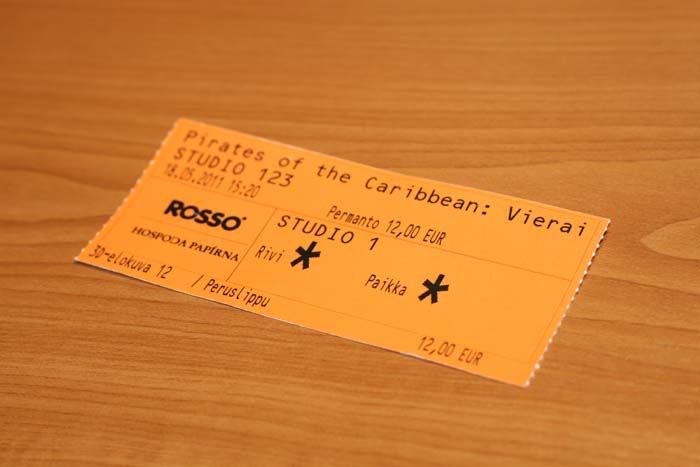 Pirates of the Caribbean: Vierai
STUDIO 123
18.05.2011 15:20
Permanto 12,00 EUR
ROSSO
HOSPODA PAPÍRNA
STUDIO 1
Rivi *
Paikka *
3D-elokuva 12 / Peruslippu
12,00 EUR